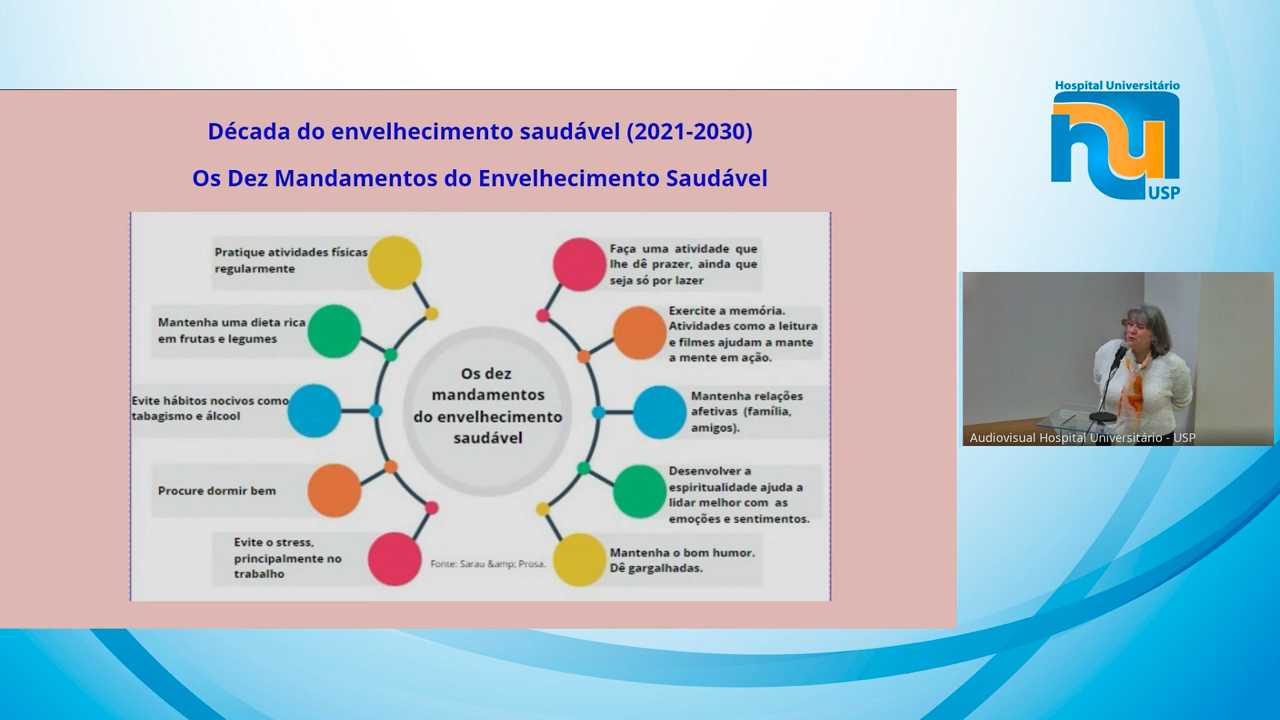 Década do envelhecimento saudável (2021-2030)
Os Dez Mandamentos do Envelhecimento Saudável
Pratique atividades físicas
regularmente
Mantenha uma dieta rica
em frutas e legumes
Evite hábitos nocivos como
tabagismo e álcool
Procure dormir bem
Evite o stress,
principalmente no
trabalho
Os dez
mandamentos
do envelhecimento
saudável
Faça uma atividade que
lhe dê prazer, ainda que
seja só por lazer
Exercite a memória.
Atividades como a leitura
e filmes ajudam a mante
a mente em ação.
Mantenha relações
afetivas (família,
amigos).
Desenvolver a
espiritualidade ajuda a
lidar melhor com as
emoções e sentimentos.
Mantenha o bom humor.
Dê gargalhadas.
Fonte: Sarau &amp; Prosa.
Hospital Universitário
hu
USP
Audiovisual Hospital Universitário - USP